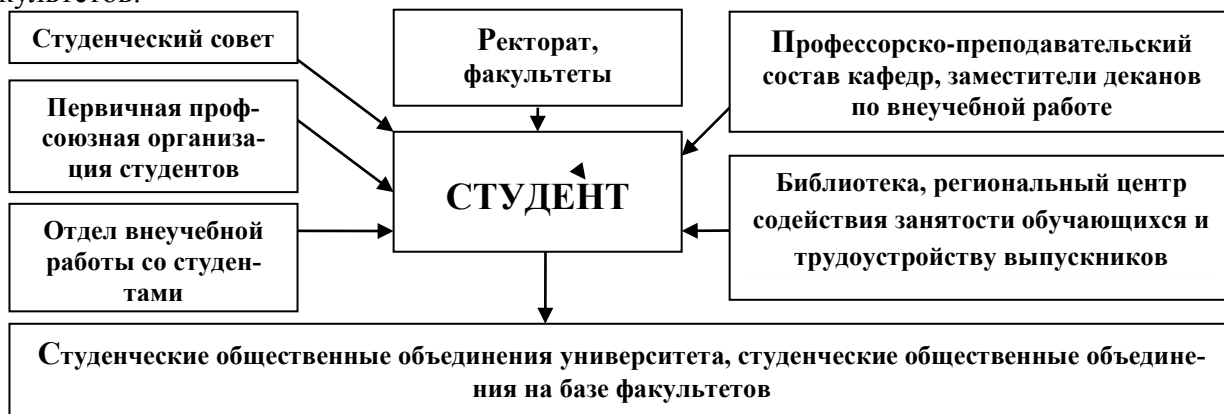 культетов.
Студенческий совет
Ректорат,
факультеты
Профессорско-преподавательский
состав кафедр, заместители деканов
по внеучебной работе
Первичная проф-
союзная организа-
ция студентов
СТУДЕНТ
Библиотека, региональный центр
содействия занятости обучающихся и
трудоустройству выпускников
Отдел внеучебной
работы со студен-
тами
Студенческие общественные объединения университета, студенческие общественные объедине-
ния на базе факультетов